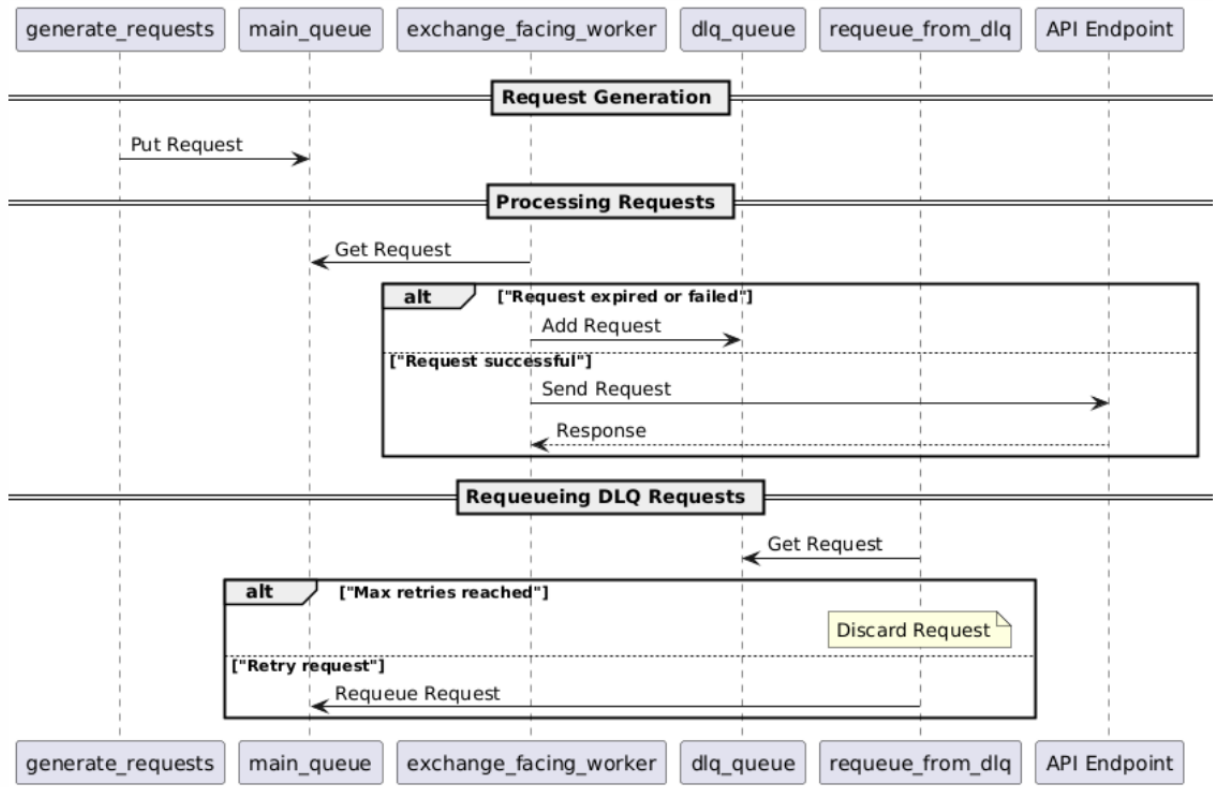 generate_requests main_queue exchange_facing_worker dlq_queue requeue_from_dlq API Endpoint
Request Generation
Put Request
Processing Requests
Get Request
alt ["Request expired or failed"]
Add Request
["Request successful"]
Send Request
Response
Requeueing DLQ Requests
Get Request
alt ["Max retries reached"]
Discard Request
["Retry request"]
Requeue Request
generate_requests main_queue exchange_facing_worker dlq_queue requeue_from_dlq API Endpoint